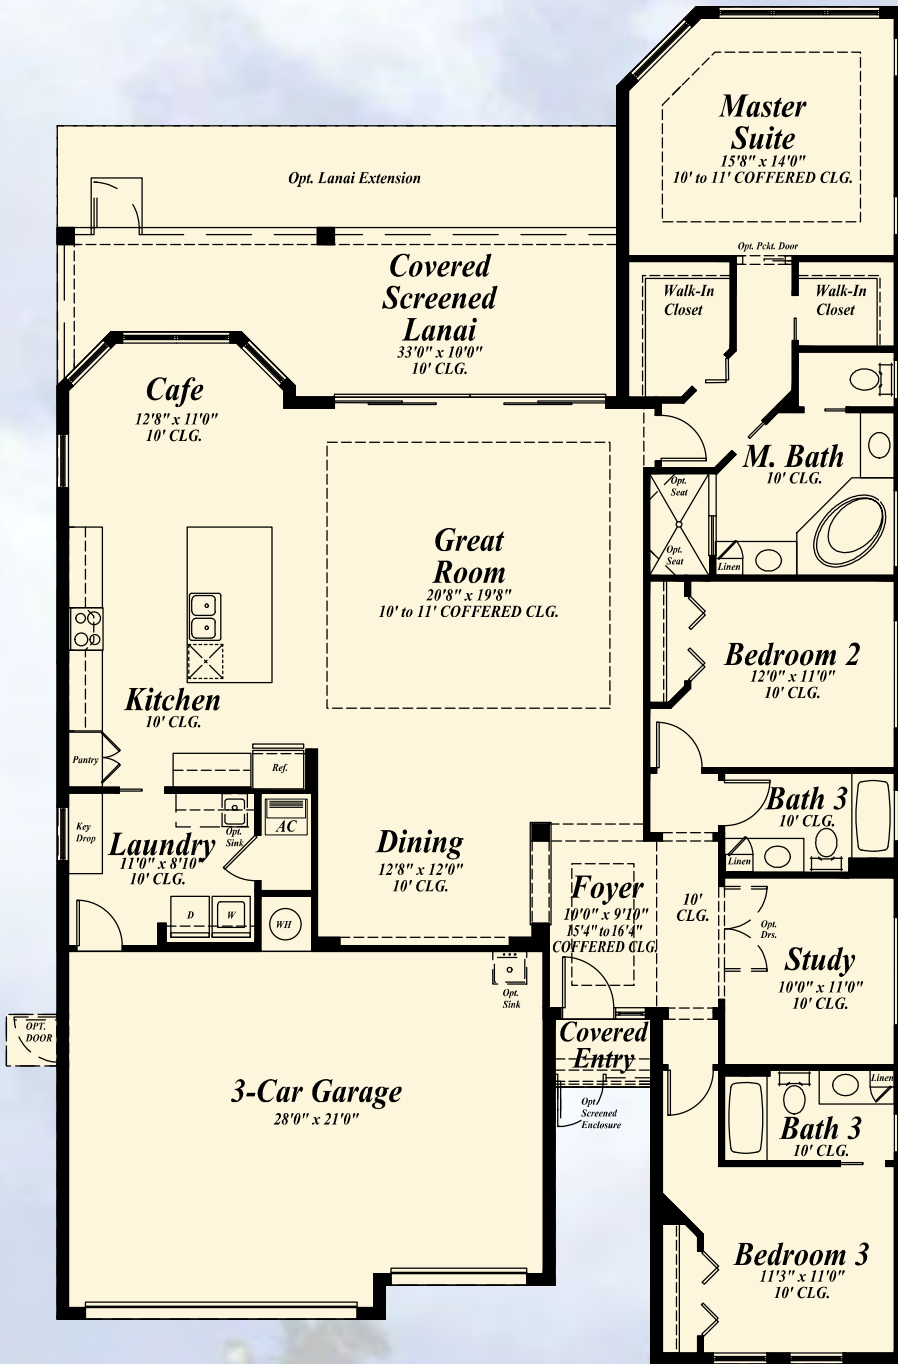 Master
Suite
15'8" x 14'0"
10' to 11' COFFERED CLG.
Opt. Lanai Extension
Opt. Pckt. Door
Covered
Screened
Lanai
33'0" x 10'0"
10' CLG.
Walk-In
Closet
Walk-In
Closet
Cafe
12'8" x 11'0"
10' CLG.
M. Bath
10' CLG.
Opt.
Seat
Opt.
Seat
Linen
Great
Room
20'8" x 19'8"
10' to 11' COFFERED CLG.
Bedroom 2
12'0" x 11'0"
10' CLG.
Kitchen
10' CLG.
Pantry
Ref.
Key
Drop
Opt.
Sink
AC
Laundry
11'0" x 8'10"
10' CLG.
D
W
WH
Dining
12'8" x 12'0"
10' CLG.
Bath 3
10' CLG.
Linen
Foyer
10'0" x 9'10"
15'4" to 16'4"
COFFERED CLG.
10'
CLG.
Opt.
Drs.
Study
10'0" x 11'0"
10' CLG.
Opt.
Sink
OPT.
DOOR
Covered
Entry
Opt
Screened
Enclosure
3-Car Garage
28'0" x 21'0"
Linen
Bath 3
10' CLG.
Bedroom 3
11'3" x 11'0"
10' CLG.